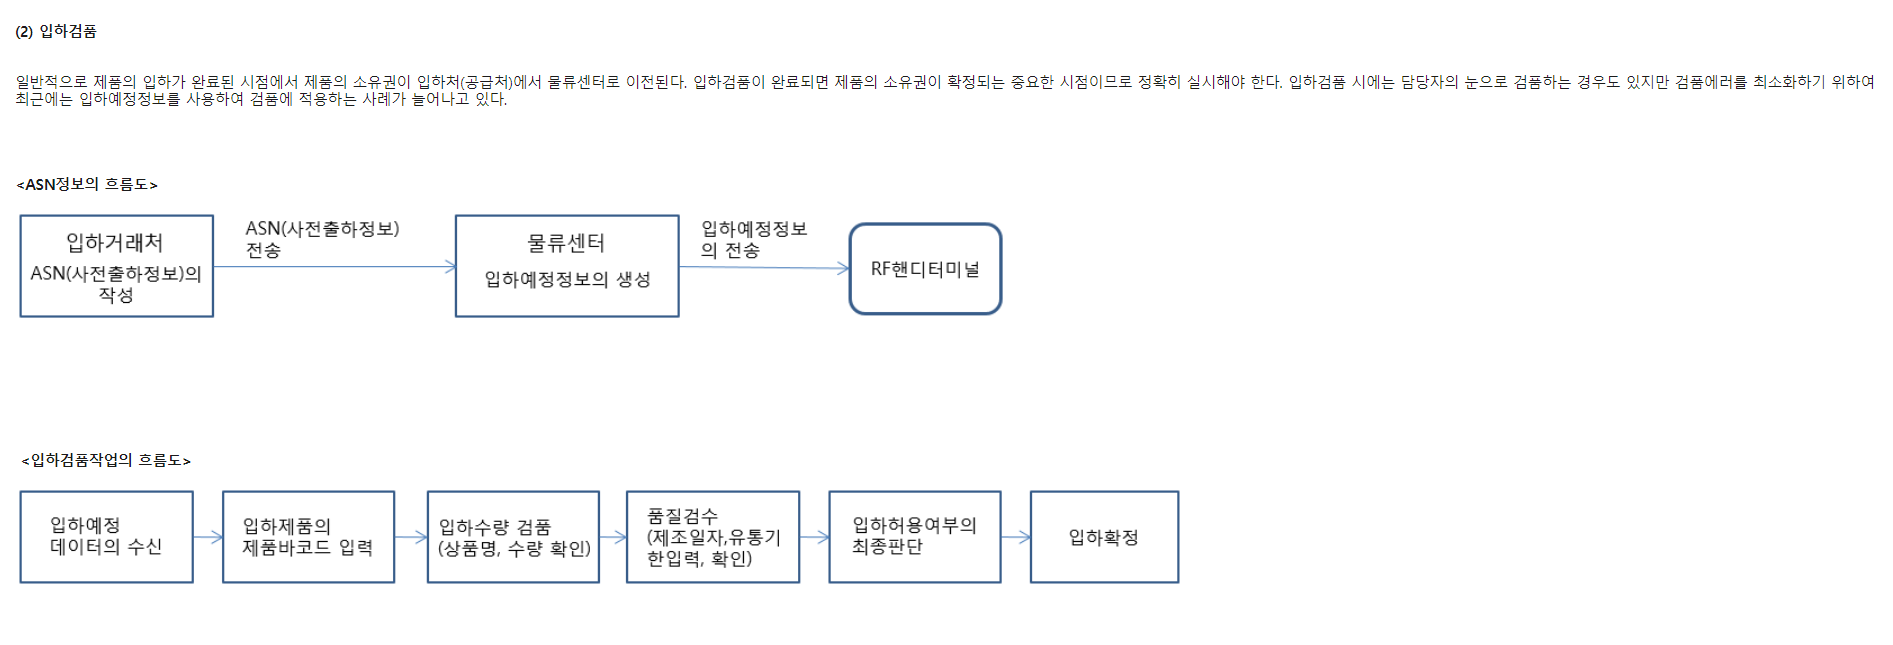 (2) 입하검품
일반적으로 제품의 입하가 완료된 시점에서 제품의 소유권이 입하처(공급처)에서 물류센터로 이전된다. 입하검품이 완료되면 제품의 소유권이 확정되는 중요한 시점이므로 정확히 실시해야 한다. 입하검품 시에는 담당자의 눈으로 검품하는 경우도 있지만 검품에러를 최소화하기 위하여
최근에는 입하예정정보를 사용하여 검품에 적용하는 사례가 늘어나고 있다.
<ASN정보의 흐름도>
입하거래처
ASN(사전출하정보)의
작성
ASN(사전출하정보)
전송
물류센터
입하예정정보의 생성
입하예정정보
의 전송
RF핸디터미널
<입하검품작업의 흐름도>
입하예정
데이터의 수신
입하제품의
제품바코드 입력
입하수량 검품
(상품명, 수량 확인)
품질검수
(제조일자,유통기
한입력, 확인)
입하허용여부의
최종판단
입하확정